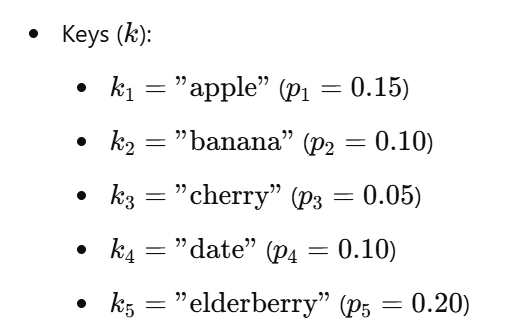 • Keys (k):
• k₁ = ”apple” (p₁ = 0.15)
• k₂ = ”banana” (p₂ = 0.10)
• k₃ = ”cherry” (p₃ = 0.05)
• k₄ = ”date” (p₄ = 0.10)
• k₅ = ”elderberry” (p₅ = 0.20)